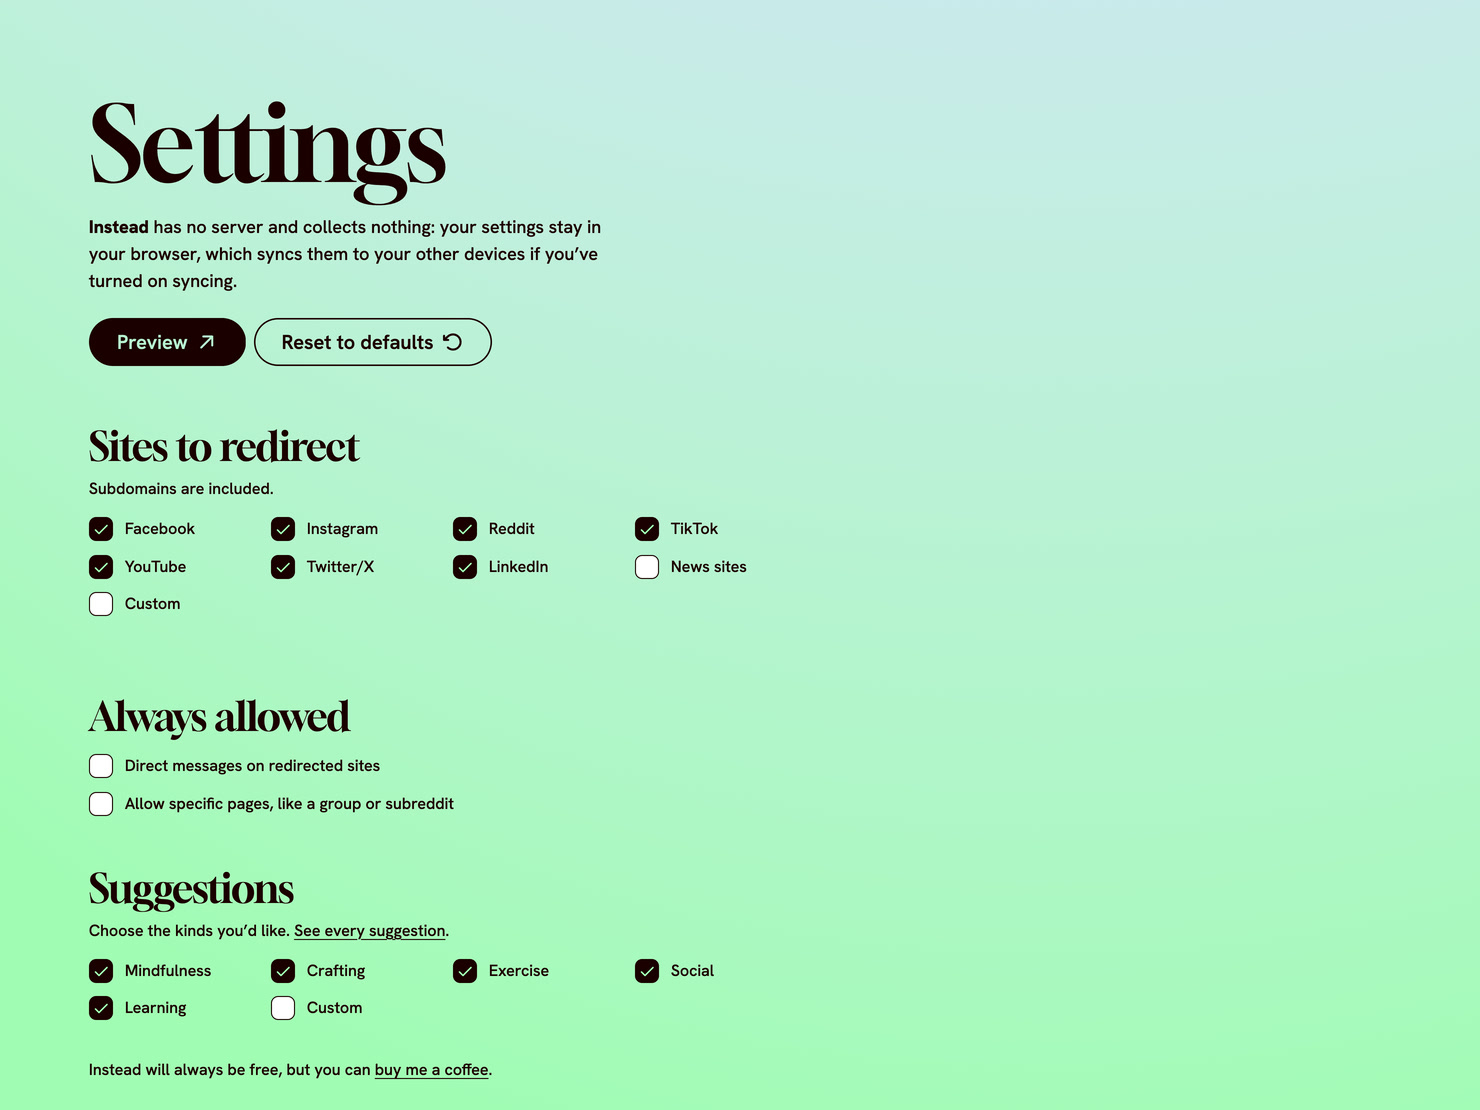 Settings
Instead has no server and collects nothing: your settings stay in
your browser, which syncs them to your other devices if you’ve
turned on syncing.
Preview
Reset to defaults
Sites to redirect
Subdomains are included.
Facebook
Instagram
Reddit
TikTok
YouTube
Twitter/X
LinkedIn
News sites
Custom
Always allowed
Direct messages on redirected sites
Allow specific pages, like a group or subreddit
Suggestions
Choose the kinds you’d like. See every suggestion.
Mindfulness
Crafting
Exercise
Social
Learning
Custom
Instead will always be free, but you can buy me a coffee.